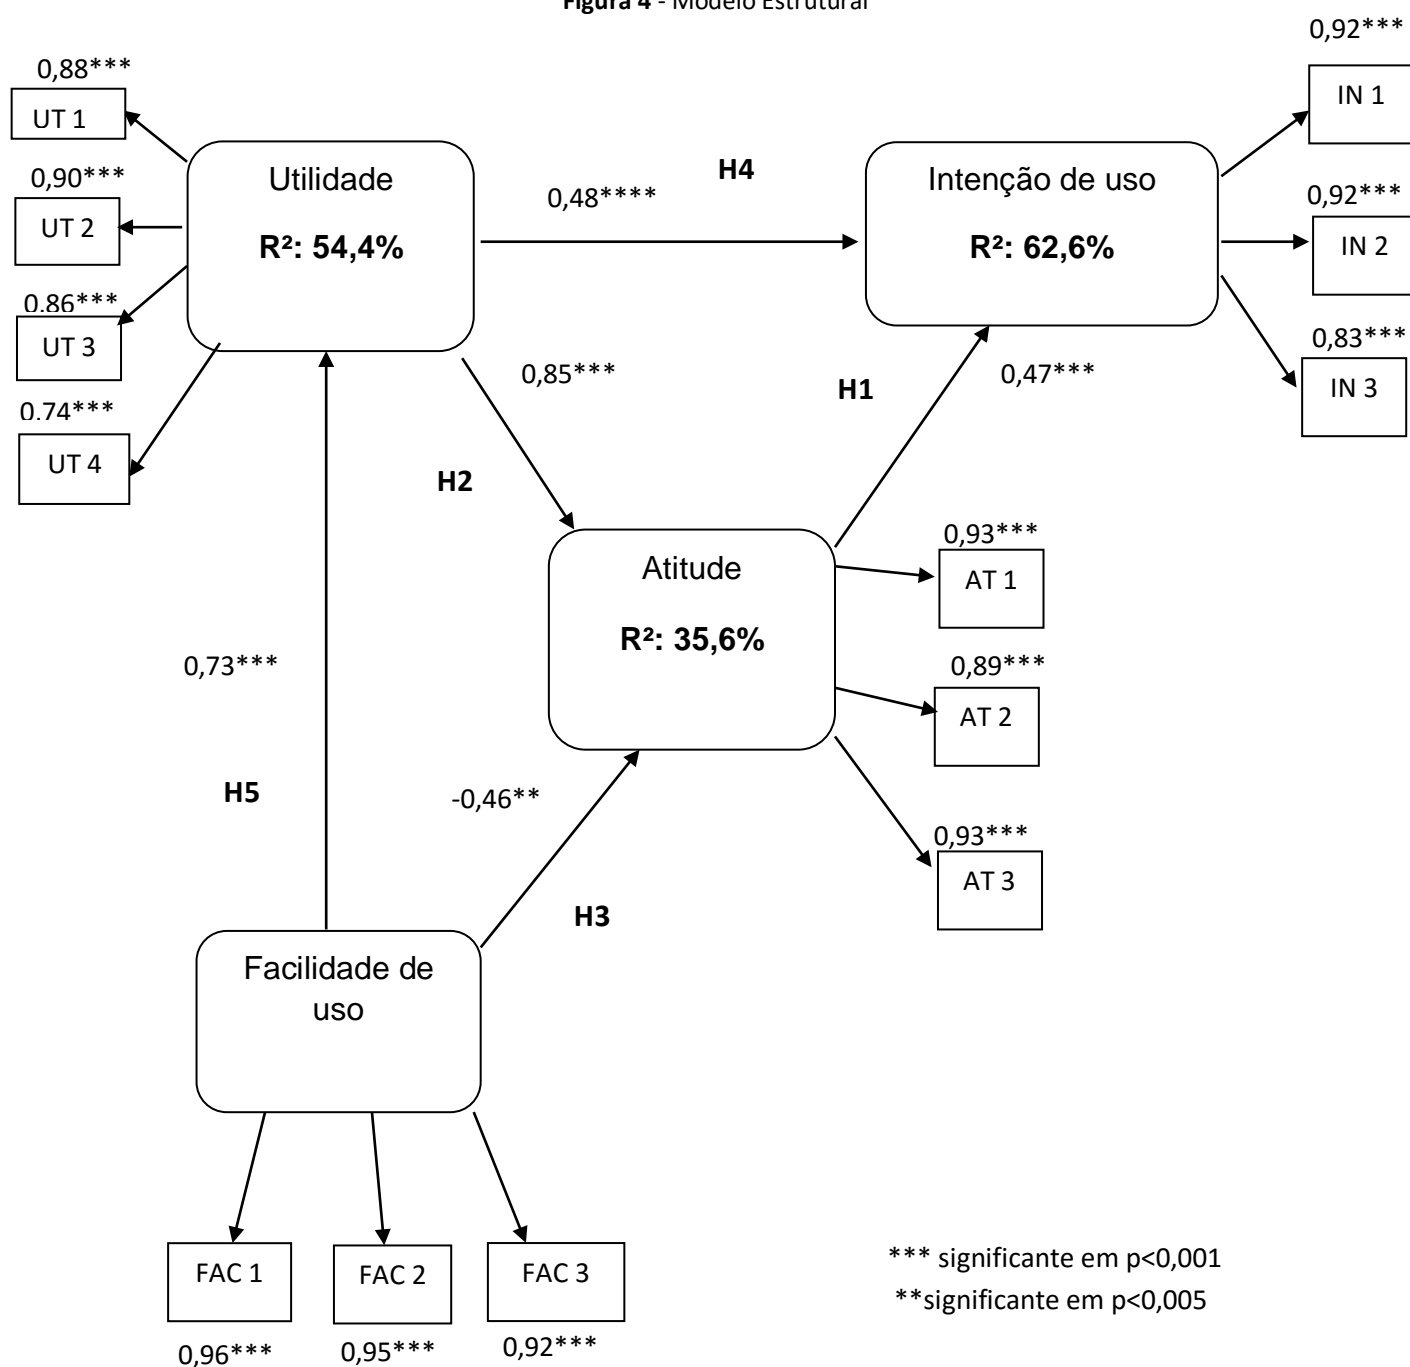 Figura 4 - Modelo Estrutural
0,92***
0,88***
IN 1
UT 1
0,90***
Utilidade
R²: 54,4%
H4
0,48****
Intenção de uso
R²: 62,6%
0,92***
UT 2
IN 2
0,86***
UT 3
0,83***
IN 3
0,85***
H1
0,47***
0,74***
UT 4
H2
0,93***
AT 1
Atitude
R²: 35,6%
0,73***
0,89***
AT 2
H5
-0,46**
0,93***
AT 3
H3
Facilidade de
uso
FAC 1
FAC 2
FAC 3
0,96***
0,95***
0,92***
*** significante em p<0,001
**significante em p<0,005